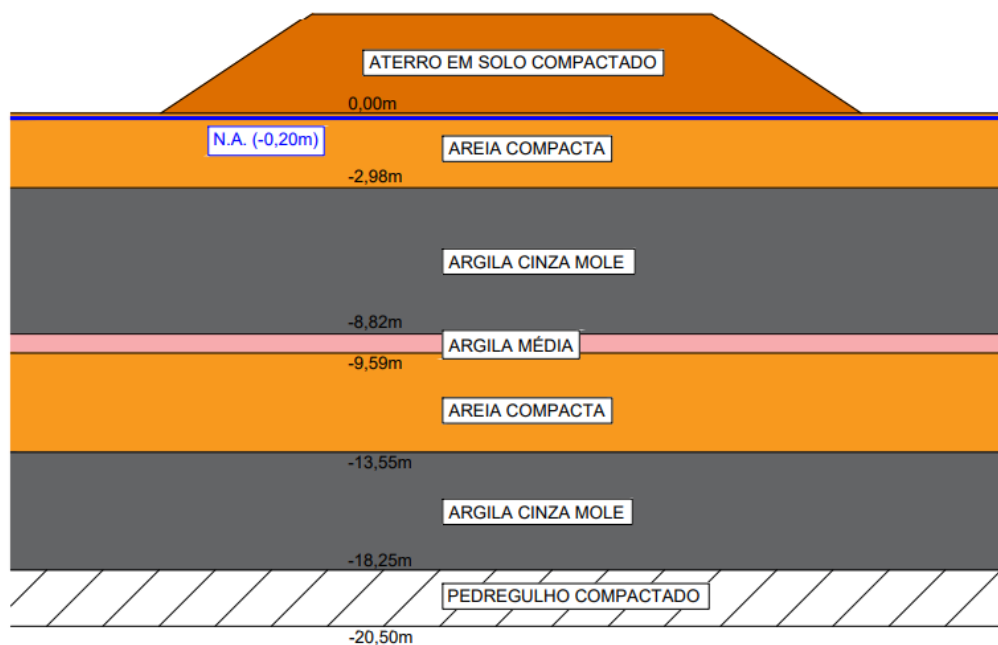 ATERRO EM SOLO COMPACTADO
0,00m
N.A. (-0,20m)
AREIA COMPACTA
-2,98m
ARGILA CINZA MOLE
-8,82m
ARGILA MÉDIA
-9,59m
AREIA COMPACTA
-13,55m
ARGILA CINZA MOLE
-18,25m
PEDREGULHO COMPACTADO
-20,50m